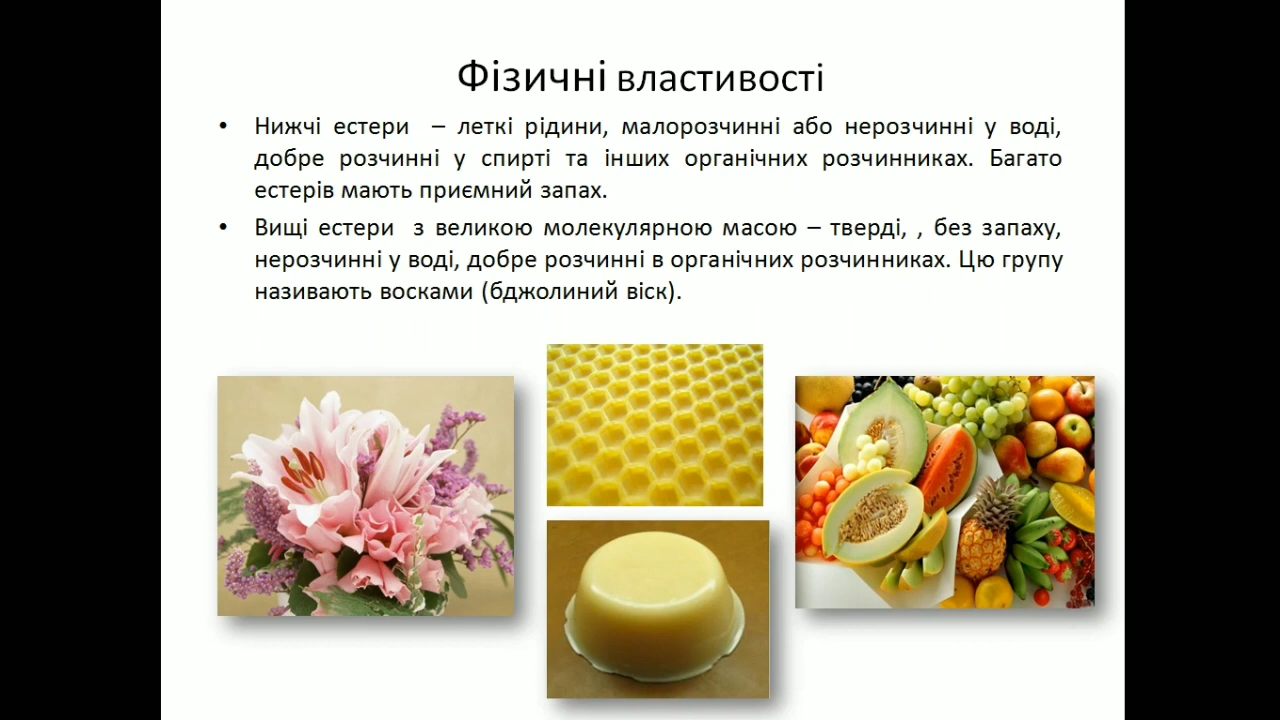 Фізичні властивості
• Нижчі естери – леткі рідини, малорозчинні або нерозчинні у воді,
добре розчинні у спирті та інших органічних розчинниках. Багато
естерів мають приємний запах.
• Вищі естери з великою молекулярною масою – тверді, , без запаху,
нерозчинні у воді, добре розчинні в органічних розчинниках. Цю групу
називають восками (бджолиний віск).